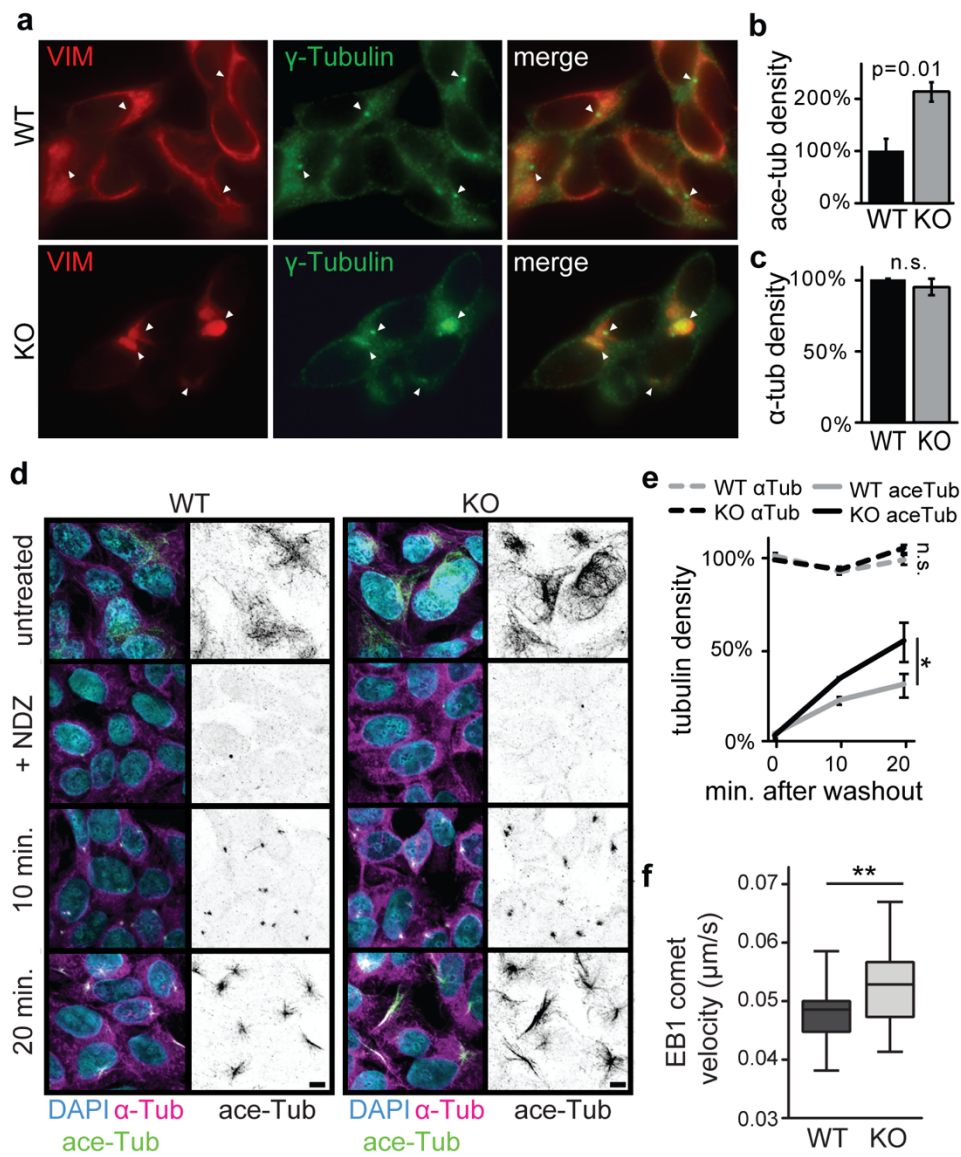 a
VIM
γ-Tubulin
merge
WT
VIM
γ-Tubulin
merge
KO
b
p=0.01
200%
100%
0%
ace-tub density
WT KO
c
n.s.
100%
50%
0%
α-tub density
WT KO
d
WT
KO
untreated
+ NDZ
10 min.
20 min.
DAPI α-Tub
ace-Tub
ace-Tub
DAPI α-Tub
ace-Tub
ace-Tub
e
WT αTub
WT aceTub
KO αTub
KO aceTub
100%
50%
0%
tubulin density
n.s.
*
0 10 20
min. after washout
f
**
0.07
0.06
0.05
0.04
0.03
EB1 comet
velocity (μm/s)
WT KO